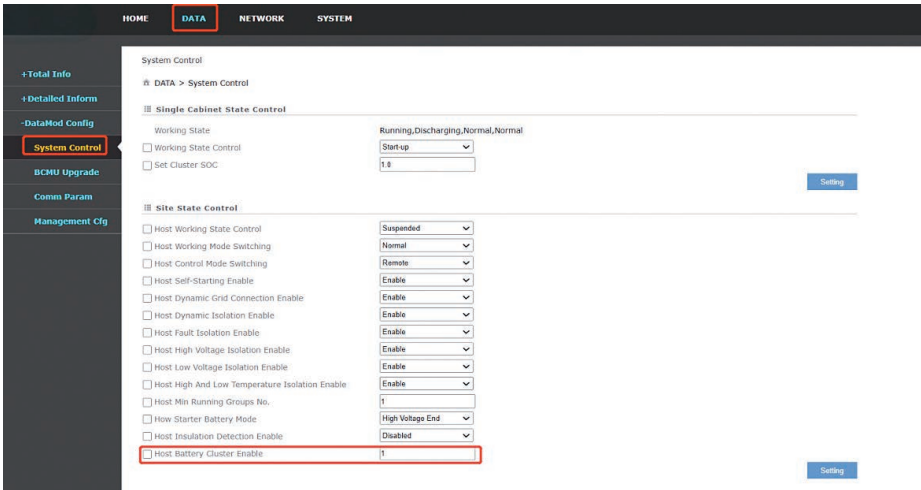 HOME DATA NETWORK SYSTEM
+Total Info
+Detailed Inform
-DataMod Config
System Control
BCMU Upgrade
Comm Param
Management Cfg
System Control
DATA > System Control
Single Cabinet State Control
Working State Running,Discharging,Normal,Normal
Working State Control Start-up
Set Cluster SOC 1.0
Setting
Site State Control
Host Working State Control Suspended
Host Working Mode Switching Normal
Host Control Mode Switching Remote
Host Self-Starting Enable Enable
Host Dynamic Grid Connection Enable Enable
Host Dynamic Isolation Enable Enable
Host Fault Isolation Enable Enable
Host High Voltage Isolation Enable Enable
Host Low Voltage Isolation Enable Enable
Host High And Low Temperature Isolation Enable Enable
Host Min Running Groups No. 1
How Starter Battery Mode High Voltage End
Host Insulation Detection Enable Disabled
Host Battery Cluster Enable 1
Setting